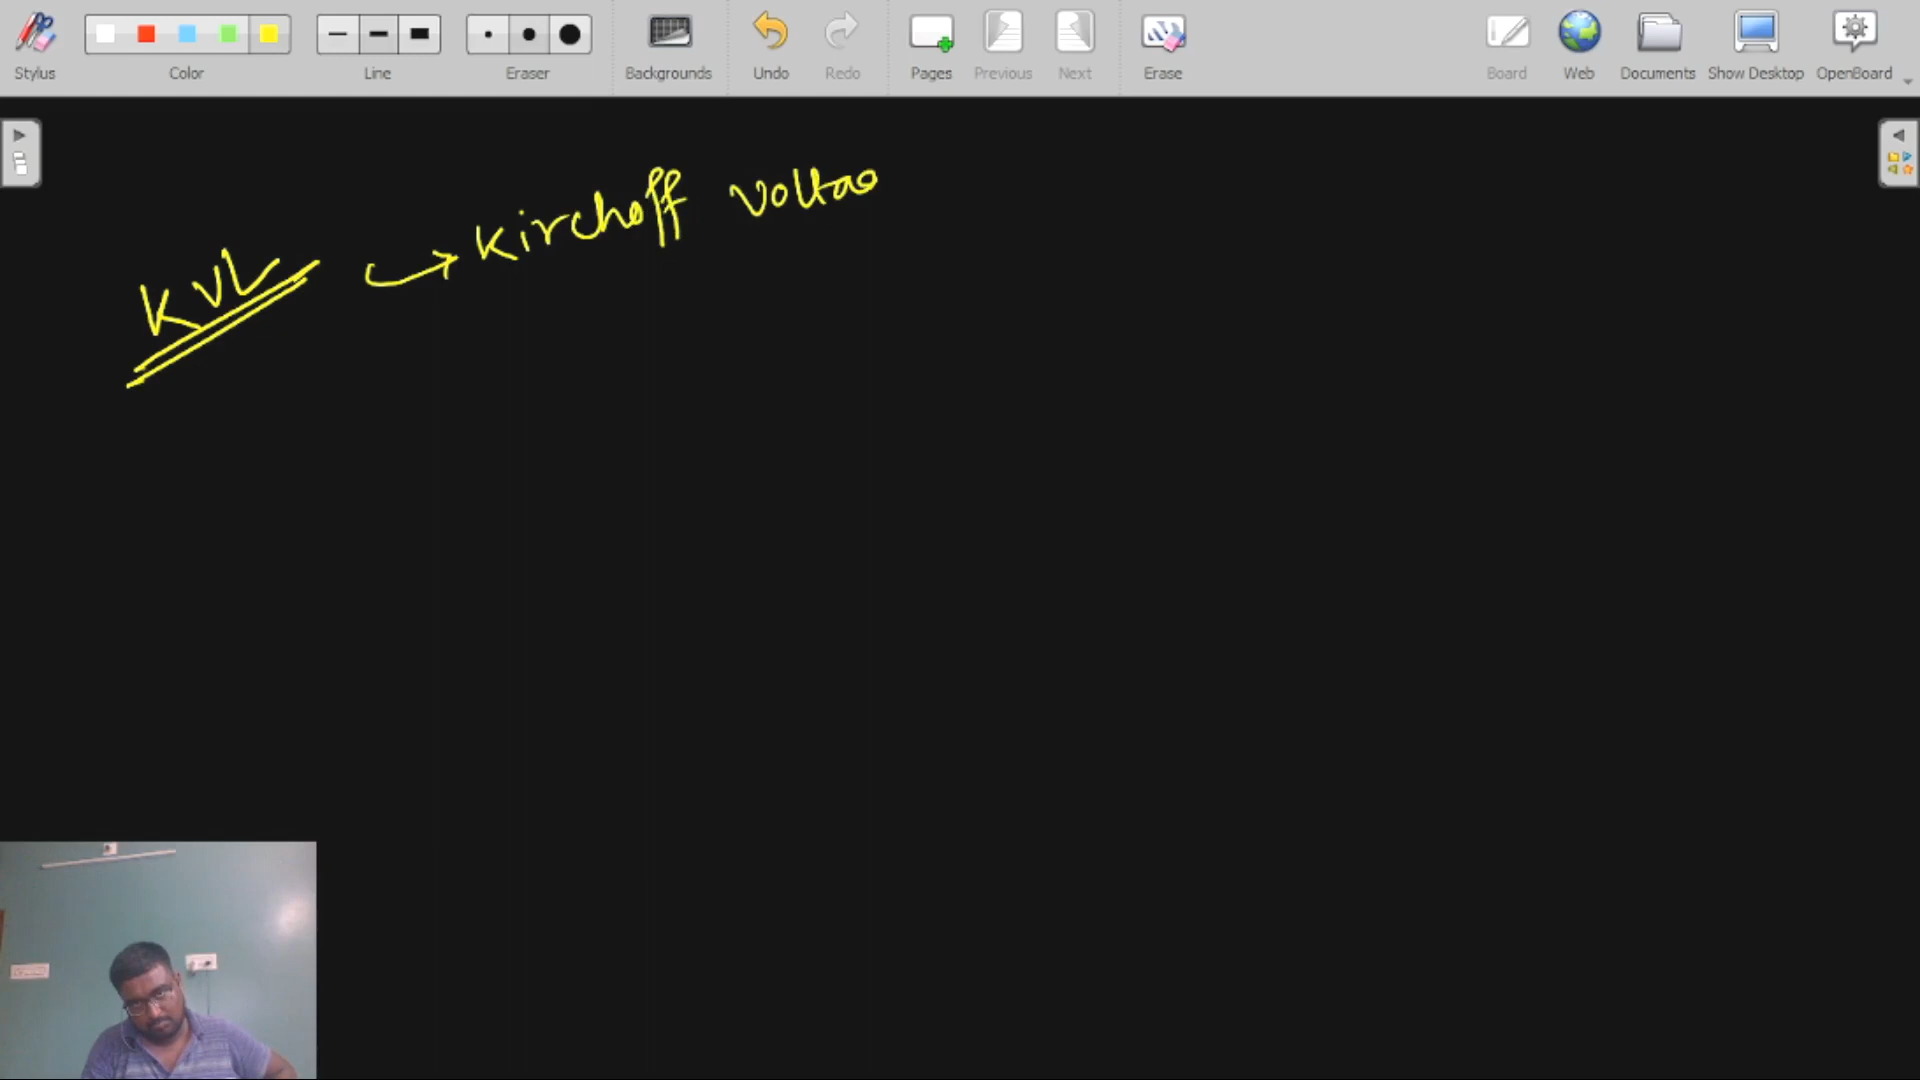 Stylus
Color
Line
Eraser
Backgrounds
Undo
Redo
Pages
Previous
Next
Erase
Board
Web
Documents
Show Desktop
OpenBoard
KVL → Kirchoff Voltag